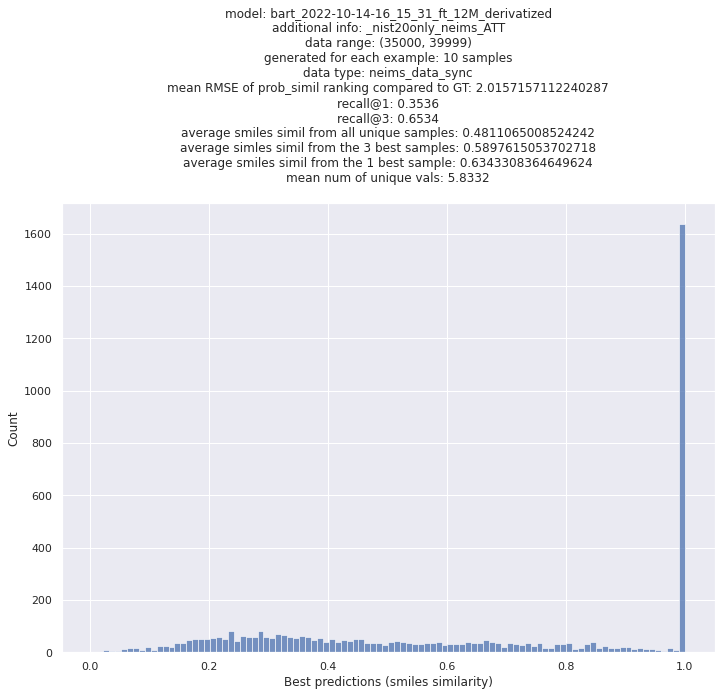 model: bart_2022-10-14-16_15_31_ft_12M_derivatized
additional info: _nist20only_neims_ATT
data range: (35000, 39999)
generated for each example: 10 samples
data type: neims_data_sync
mean RMSE of prob_simil ranking compared to GT: 2.0157157112240287
recall@1: 0.3536
recall@3: 0.6534
average smiles simil from all unique samples: 0.4811065008524242
average simles simil from the 3 best samples: 0.5897615053702718
average smiles simil from the 1 best sample: 0.6343308364649624
mean num of unique vals: 5.8332
1600
1400
1200
1000
800
600
400
200
0
Count
0.0 0.2 0.4 0.6 0.8 1.0
Best predictions (smiles similarity)